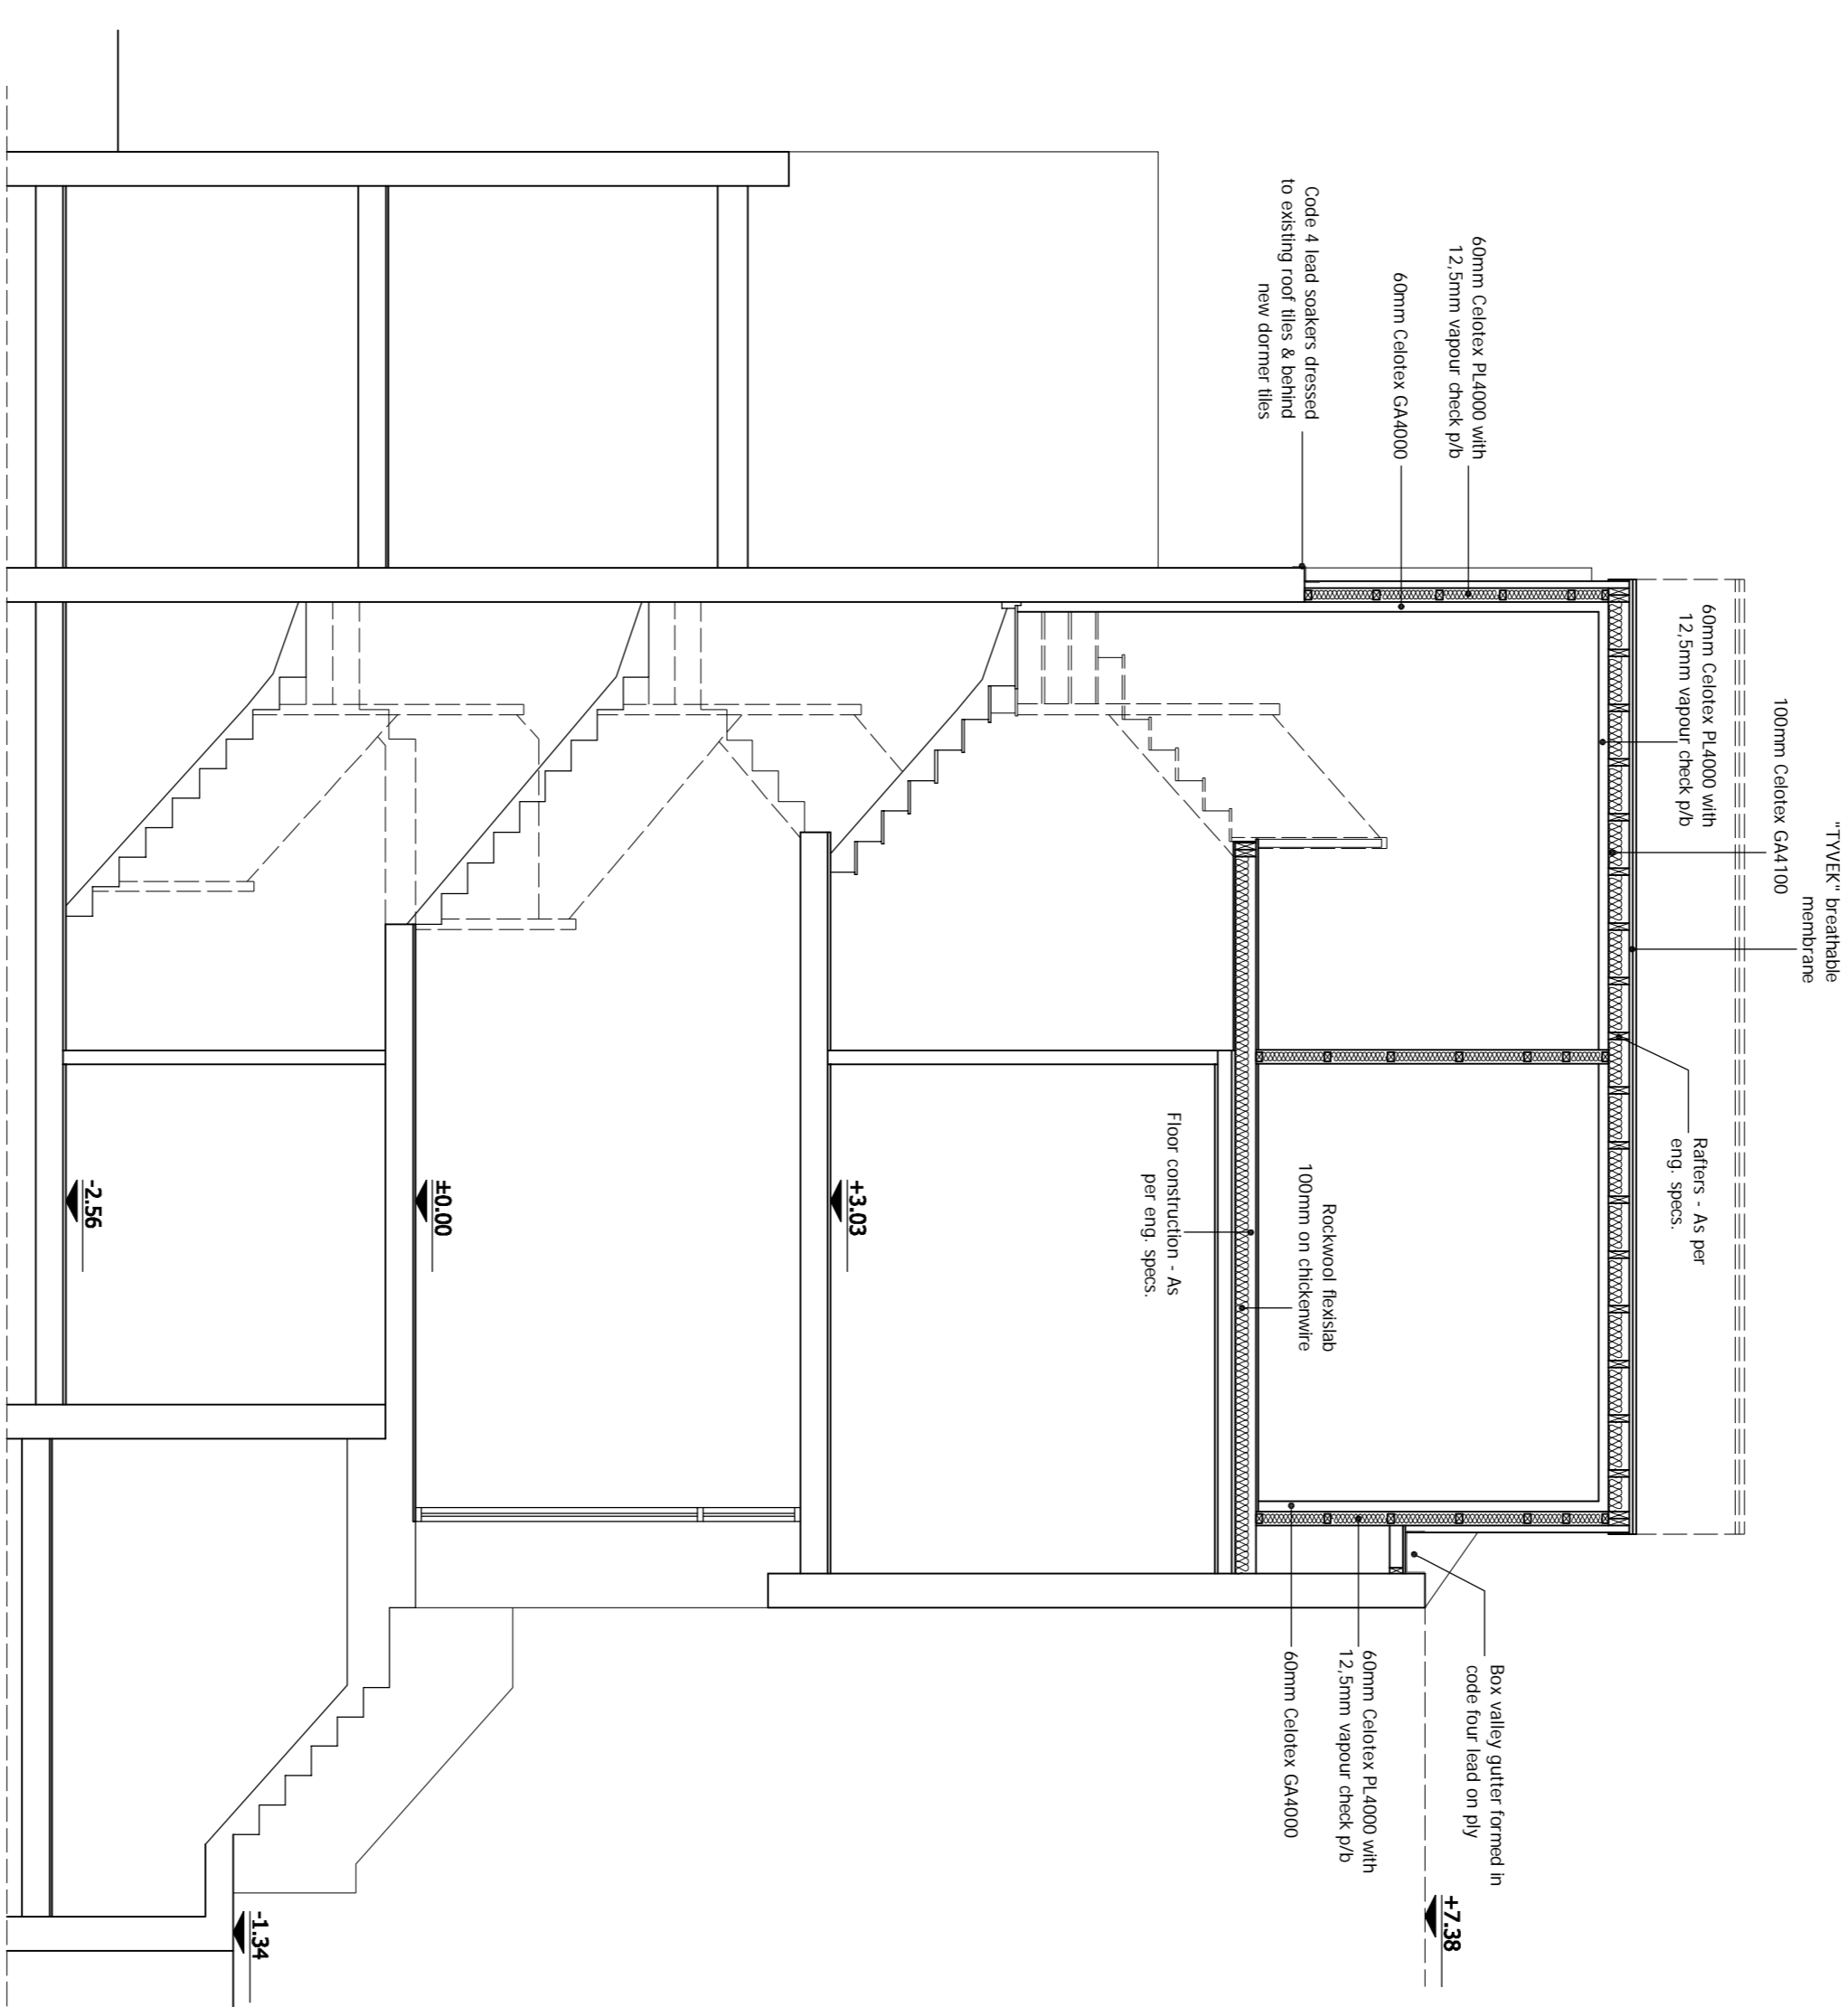 "TYVEK" breathable
membrane
100mm Celotex GA4100
60mm Celotex PL4000 with
12,5mm vapour check p/b
Rafters - As per
eng. specs.
60mm Celotex PL4000 with
12,5mm vapour check p/b
60mm Celotex GA4000
Code 4 lead soakers dressed
to existing roof tiles & behind
new dormer tiles
Rockwool flexislab
100mm on chickenwire
Floor construction - As
per eng. specs.
Box valley gutter formed in
code four lead on ply
60mm Celotex PL4000 with
12,5mm vapour check p/b
60mm Celotex GA4000
+7.38
+3.03
±0.00
-1.34
-2.56